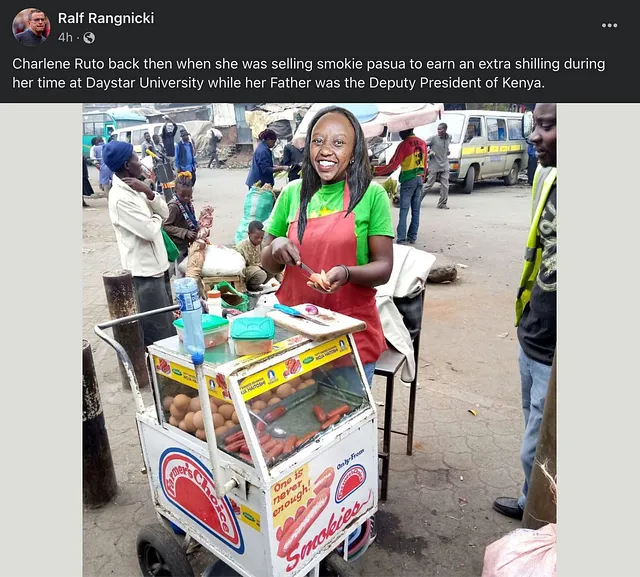 Ralf Rangnicki
4h ·
Charlene Ruto back then when she was selling smokie pasua to earn an extra shilling during
her time at Daystar University while her Father was the Deputy President of Kenya.
Farmer's Choice
One is
never
enough!
Only From
Smokies